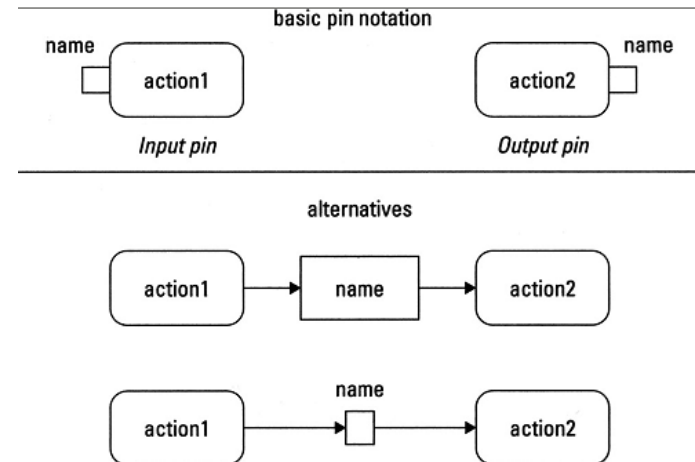 basic pin notation
name
name
action1
action2
Input pin
Output pin
alternatives
action1
name
action2
name
action1
action2